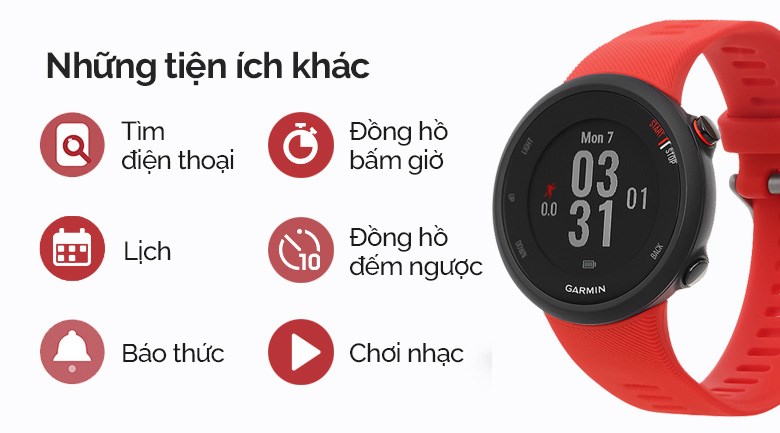 Những tiện ích khác
Tìm
điện thoại
Đồng hồ
bấm giờ
Lịch
10
Đồng hồ
đếm ngược
Báo thức
Chơi nhạc
LIGHT
START
STOP
Mon 7
03
0.0
31
01
DOWN
BACK
GARMIN